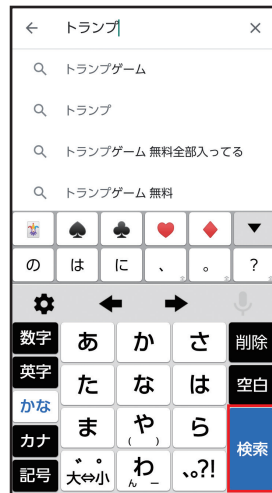 トランプ
トランプゲーム
トランプ
トランプゲーム 無料全部入ってる
トランプゲーム 無料
の は に 、 。 ?
数字 あ か さ 削除
英字 た な は 空白
かな
カナ ま や ( ) ら 検索
記号 ゛゜大⇔小 わ ん ー 、。?!